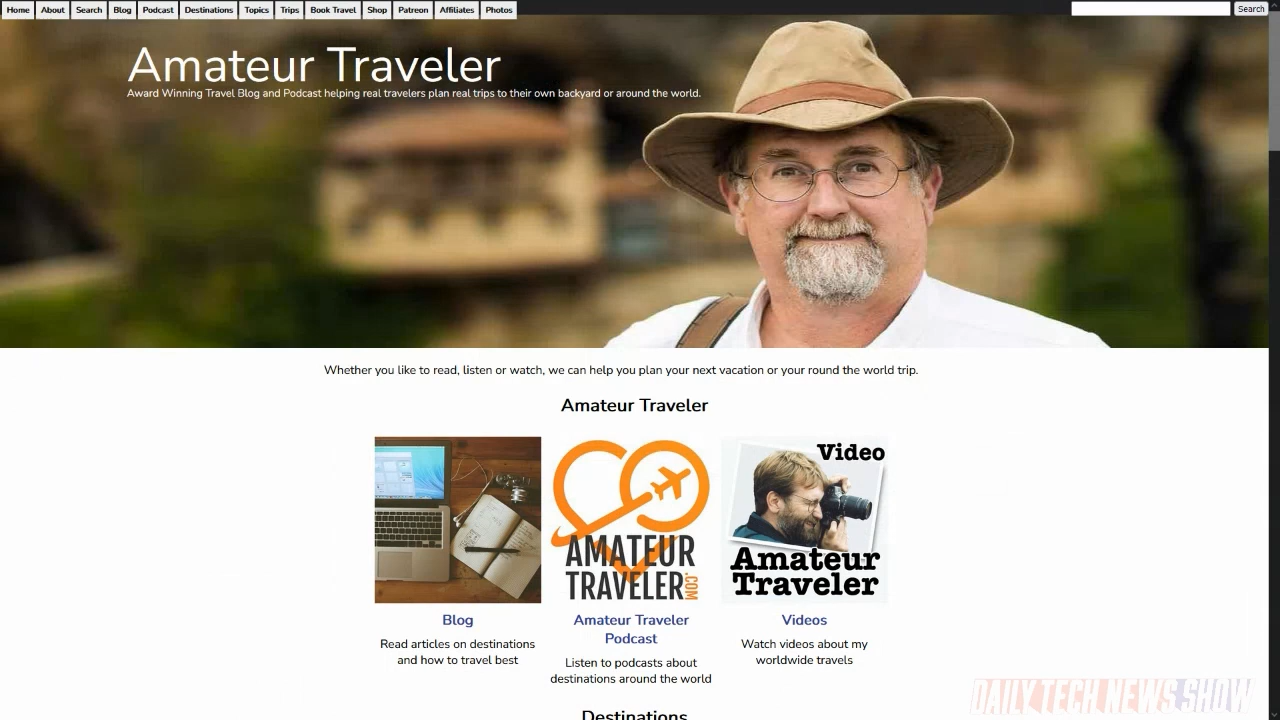 Home About Search Blog Podcast Destinations Topics Trips Book Travel Shop Patreon Affiliates Photos Search
Amateur Traveler
Award Winning Travel Blog and Podcast helping real travelers plan real trips to their own backyard or around the world.
Whether you like to read, listen or watch, we can help you plan your next vacation or your round the world trip.
Amateur Traveler
AMATEUR
TRAVELER
.COM
Video
Amateur
Traveler
Blog
Read articles on destinations
and how to travel best
Amateur Traveler
Podcast
Listen to podcasts about
destinations around the world
Videos
Watch videos about my
worldwide travels
Destinations
DAILY TECH NEWS SHOW